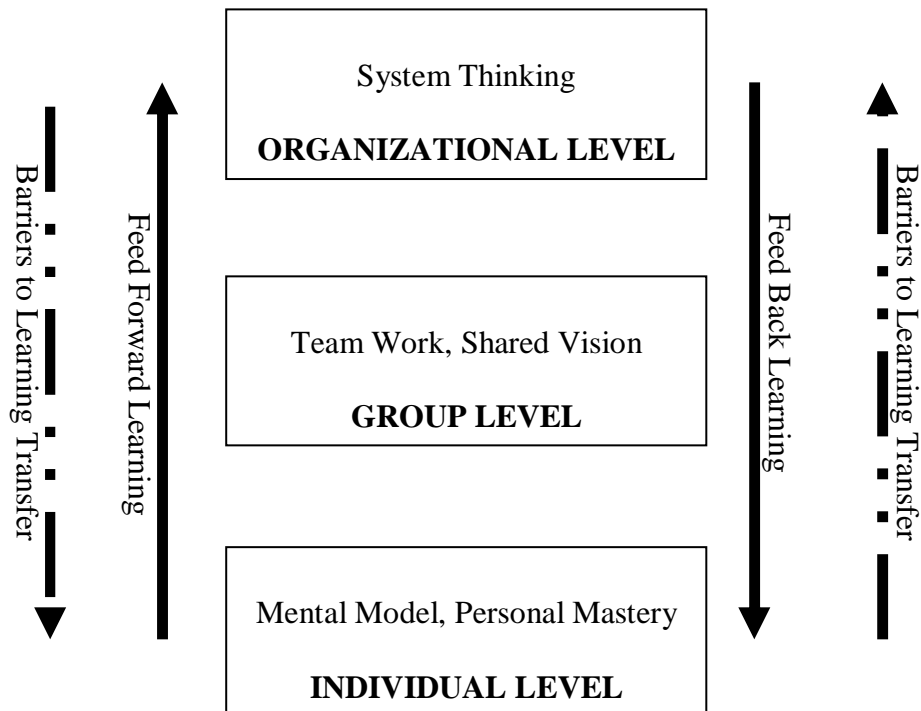 System Thinking
ORGANIZATIONAL LEVEL
Barriers to Learning Transfer
Feed Forward Learning
Team Work, Shared Vision
GROUP LEVEL
Feed Back Learning
Barriers to Learning Transfer
Mental Model, Personal Mastery
INDIVIDUAL LEVEL